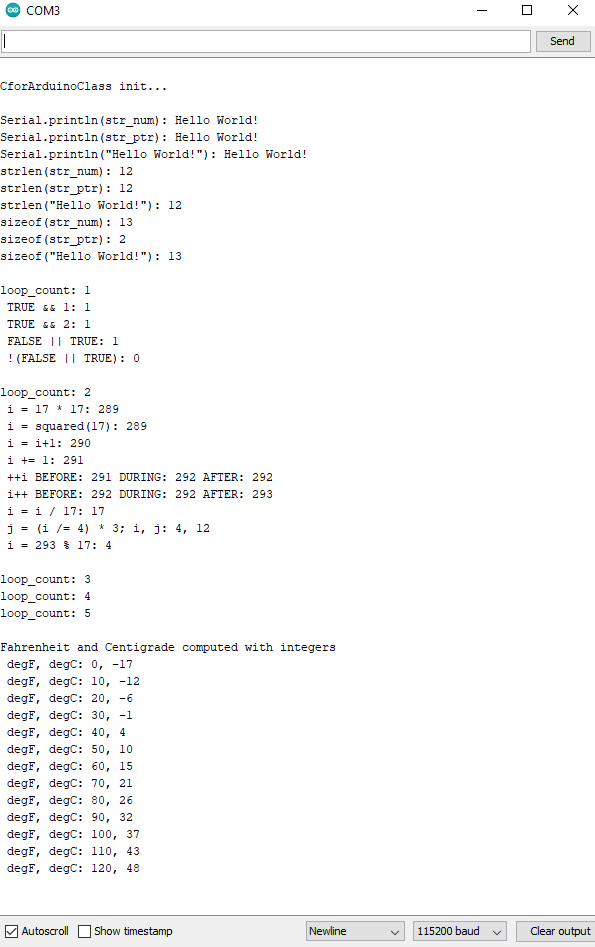 COM3
Send
CforArduinoClass init...
Serial.println(str_num): Hello World!
Serial.println(str_ptr): Hello World!
Serial.println("Hello World!"): Hello World!
strlen(str_num): 12
strlen(str_ptr): 12
strlen("Hello World!"): 12
sizeof(str_num): 13
sizeof(str_ptr): 2
sizeof("Hello World!"): 13
loop_count: 1
TRUE && 1: 1
TRUE && 2: 1
FALSE || TRUE: 1
!(FALSE || TRUE): 0
loop_count: 2
i = 17 * 17: 289
i = squared(17): 289
i = i+1: 290
i += 1: 291
++i BEFORE: 291 DURING: 292 AFTER: 292
i++ BEFORE: 292 DURING: 292 AFTER: 293
i = i / 17: 17
j = (i /= 4) * 3; i, j: 4, 12
i = 293 % 17: 4
loop_count: 3
loop_count: 4
loop_count: 5
Fahrenheit and Centigrade computed with integers
degF, degC: 0, -17
degF, degC: 10, -12
degF, degC: 20, -6
degF, degC: 30, -1
degF, degC: 40, 4
degF, degC: 50, 10
degF, degC: 60, 15
degF, degC: 70, 21
degF, degC: 80, 26
degF, degC: 90, 32
degF, degC: 100, 37
degF, degC: 110, 43
degF, degC: 120, 48
Autoscroll Show timestamp Newline 115200 baud Clear output